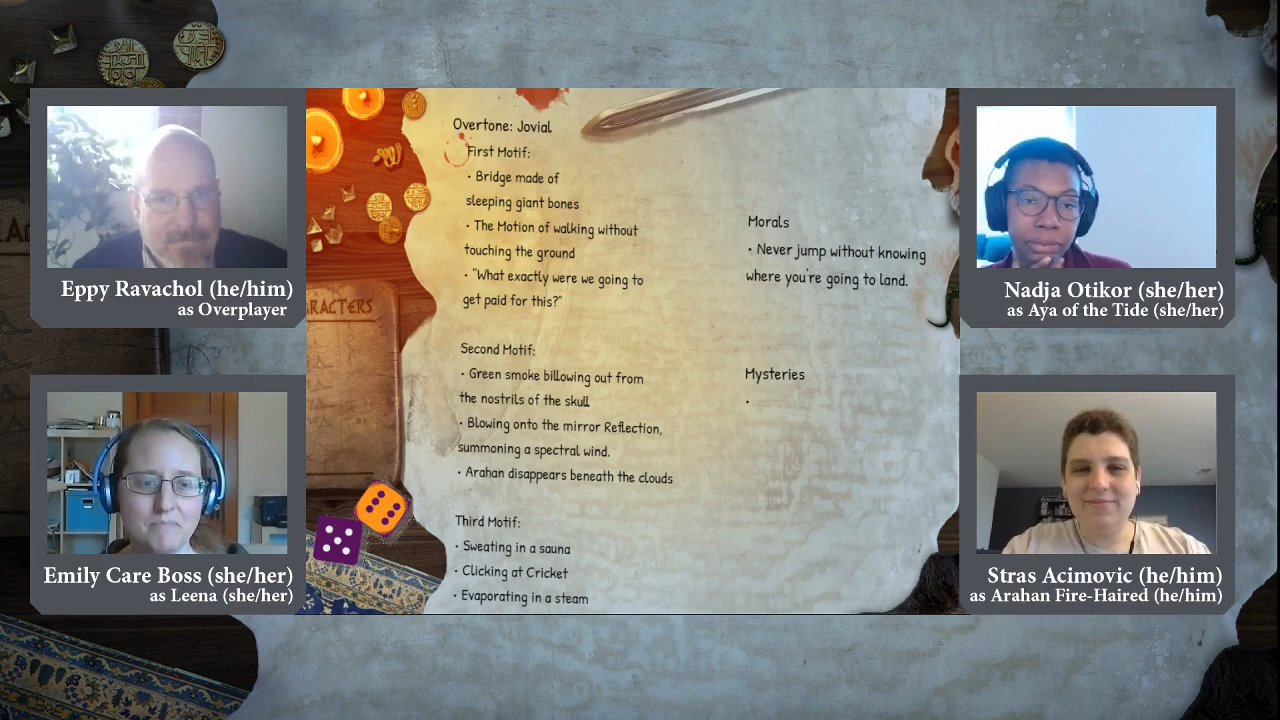 Eppy Ravachol (he/him)
as Overplayer
Emily Care Boss (she/her)
as Leena (she/her)
RACTERS
Overtone: Jovial
First Motif:
• Bridge made of
sleeping giant bones
• The Motion of walking without
touching the ground
• "What exactly were we going to
get paid for this?"
Second Motif:
• Green smoke billowing out from
the nostrils of the skull
• Blowing onto the mirror Reflection,
summoning a spectral wind.
• Arahan disappears beneath the clouds
Third Motif:
• Sweating in a sauna
• Clicking at Cricket
• Evaporating in a steam
Morals
• Never jump without knowing
where you're going to land.
Mysteries
•
Nadja Otikor (she/her)
as Aya of the Tide (she/her)
Stras Acimovic (he/him)
as Arahan Fire-Haired (he/him)